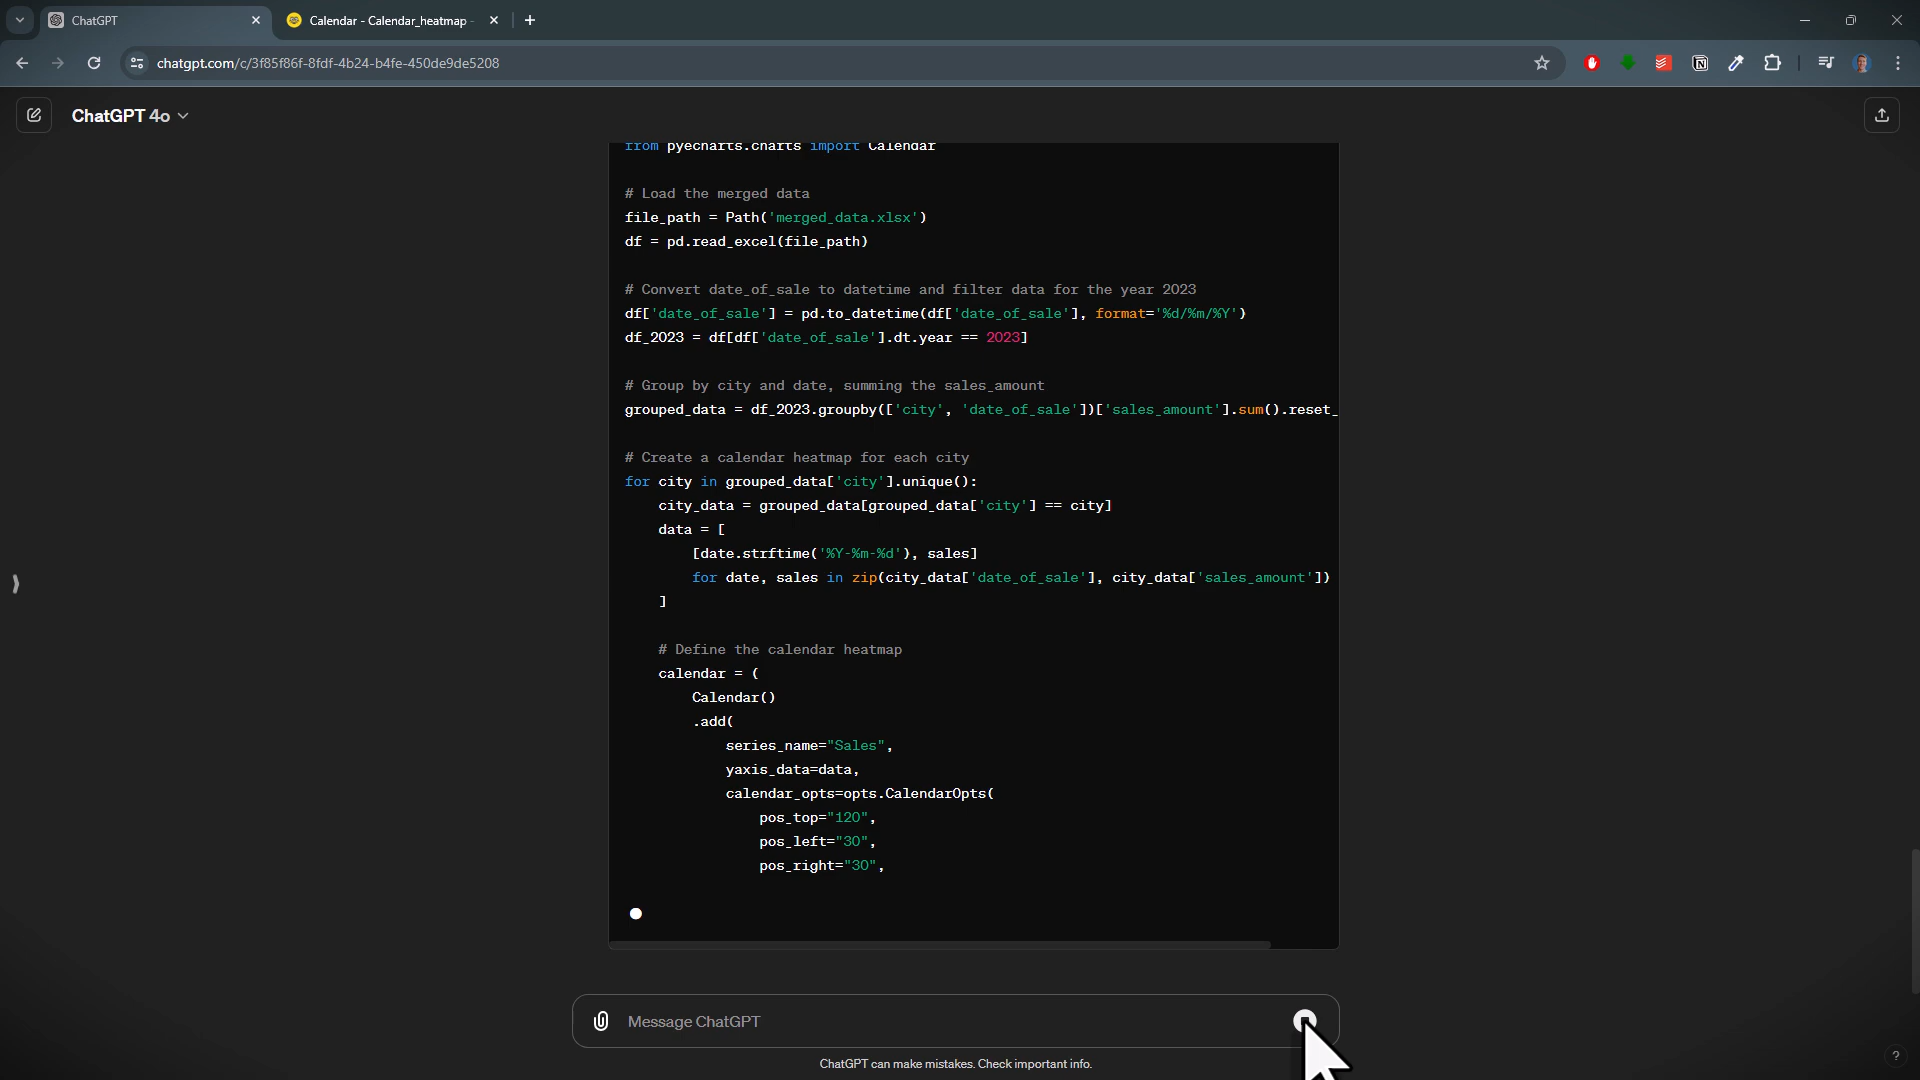 ChatGPT
Calendar - Calendar_heatmap -
chatgpt.com/c/3f85f86f-8fdf-4b24-b4fe-450de9de5208
ChatGPT 4o
from pyecharts.charts import Calendar
# Load the merged data
file_path = Path('merged_data.xlsx')
df = pd.read_excel(file_path)
# Convert date_of_sale to datetime and filter data for the year 2023
df['date_of_sale'] = pd.to_datetime(df['date_of_sale'], format='%d/%m/%Y')
df_2023 = df[df['date_of_sale'].dt.year == 2023]
# Group by city and date, summing the sales_amount
grouped_data = df_2023.groupby(['city', 'date_of_sale'])['sales_amount'].sum().reset_
# Create a calendar heatmap for each city
for city in grouped_data['city'].unique():
    city_data = grouped_data[grouped_data['city'] == city]
    data = [
        [date.strftime('%Y-%m-%d'), sales]
        for date, sales in zip(city_data['date_of_sale'], city_data['sales_amount'])
    ]
    # Define the calendar heatmap
    calendar = (
        Calendar()
        .add(
            series_name="Sales",
            yaxis_data=data,
            calendar_opts=opts.CalendarOpts(
                pos_top="120",
                pos_left="30",
                pos_right="30",
Message ChatGPT
ChatGPT can make mistakes. Check important info.
?